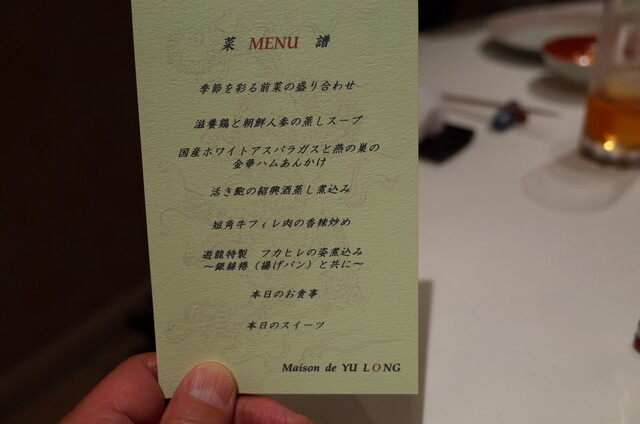 菜 MENU 譜
季節を彩る前菜の盛り合わせ
滋養鶏と朝鮮人参の蒸しスープ
国産ホワイトアスパラガスと燕の巣の
金華ハムあんかけ
活き鮑の紹興酒蒸し煮込み
短角牛フィレ肉の香辣炒め
遊龍特製 フカヒレの姿煮込み
～銀絲捲（揚げパン）と共に～
本日のお食事
本日のスイーツ
Maison de YU LONG